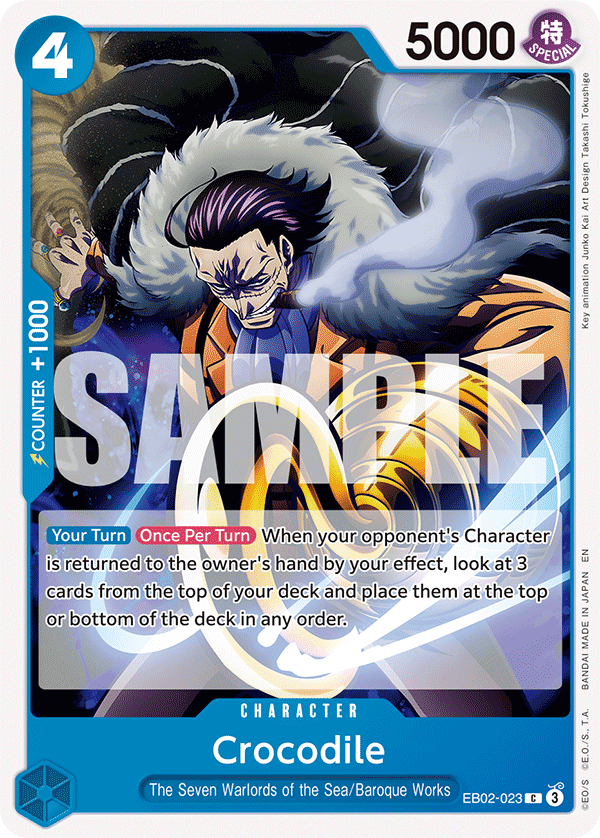 4
5000
特
SPECIAL
Key animation Junko Kai Art Design Takashi Tokushige
COUNTER +1000
SAMPLE
Your Turn Once Per Turn When your opponent's Character
is returned to the owner's hand by your effect, look at 3
cards from the top of your deck and place them at the top
or bottom of the deck in any order.
CHARACTER
Crocodile
The Seven Warlords of the Sea/Baroque Works
EB02-023 C 3
©E.O/S ©E.O./S., T.A. BANDAI MADE IN JAPAN EN